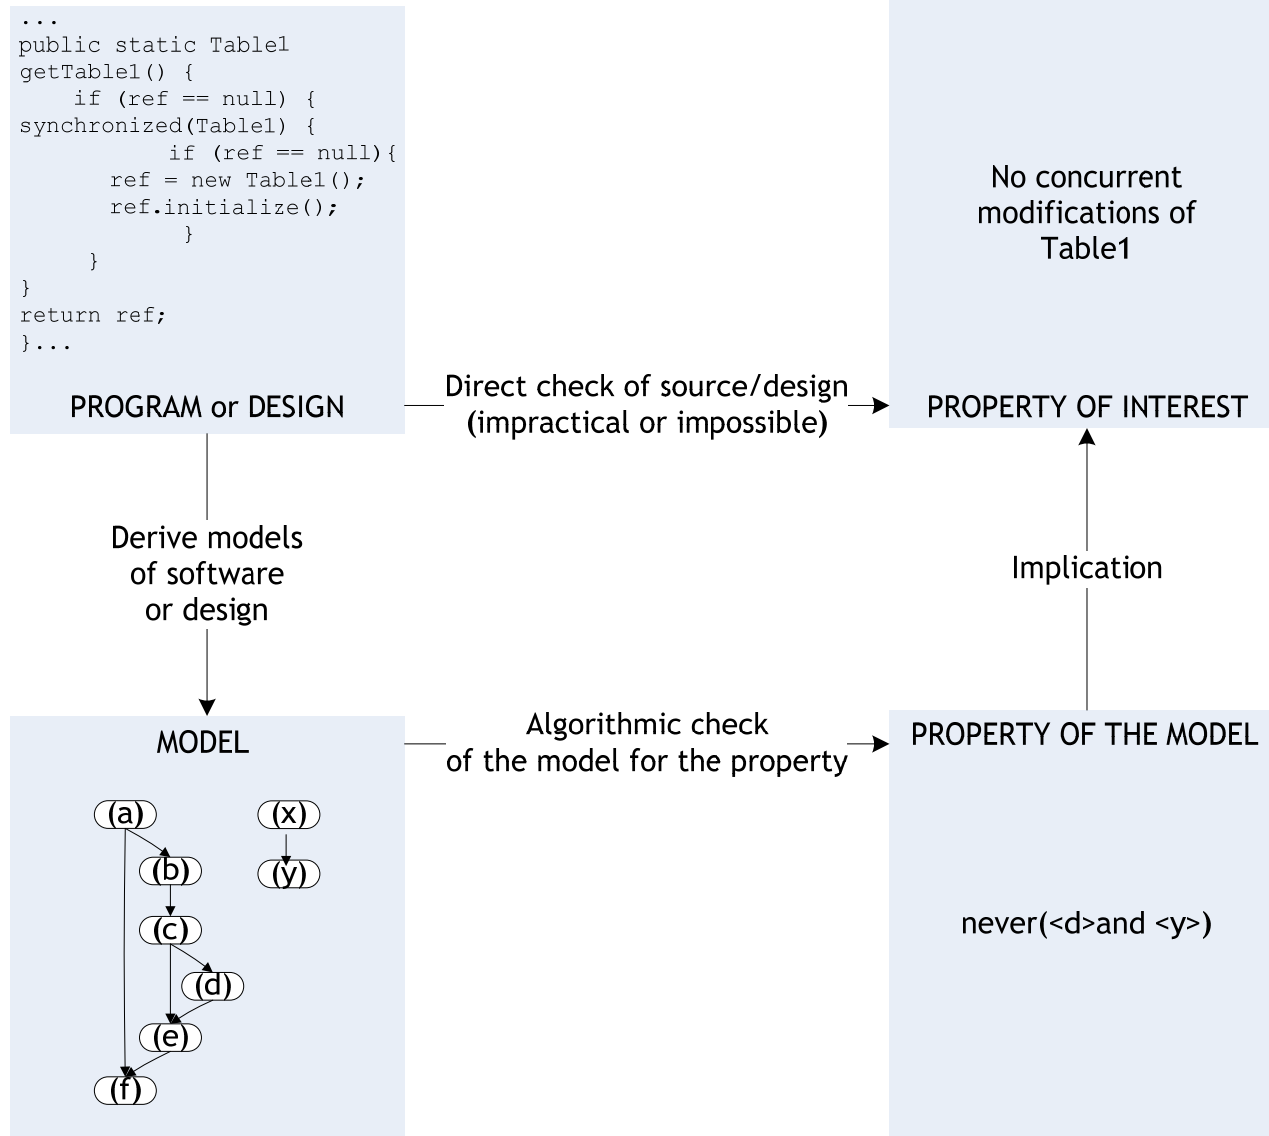 ...
public static Table1
getTable1() {
if (ref == null) {
synchronized(Table1) {
if (ref == null){
ref = new Table1();
ref.initialize();
}
}
}
return ref;
}...
PROGRAM or DESIGN
Direct check of source/design
(impractical or impossible)
No concurrent
modifications of
Table1
PROPERTY OF INTEREST
Derive models
of software
or design
Implication
MODEL
(a)
(x)
(b)
(y)
(c)
(d)
(e)
(f)
Algorithmic check
of the model for the property
PROPERTY OF THE MODEL
never(<d>and <y>)